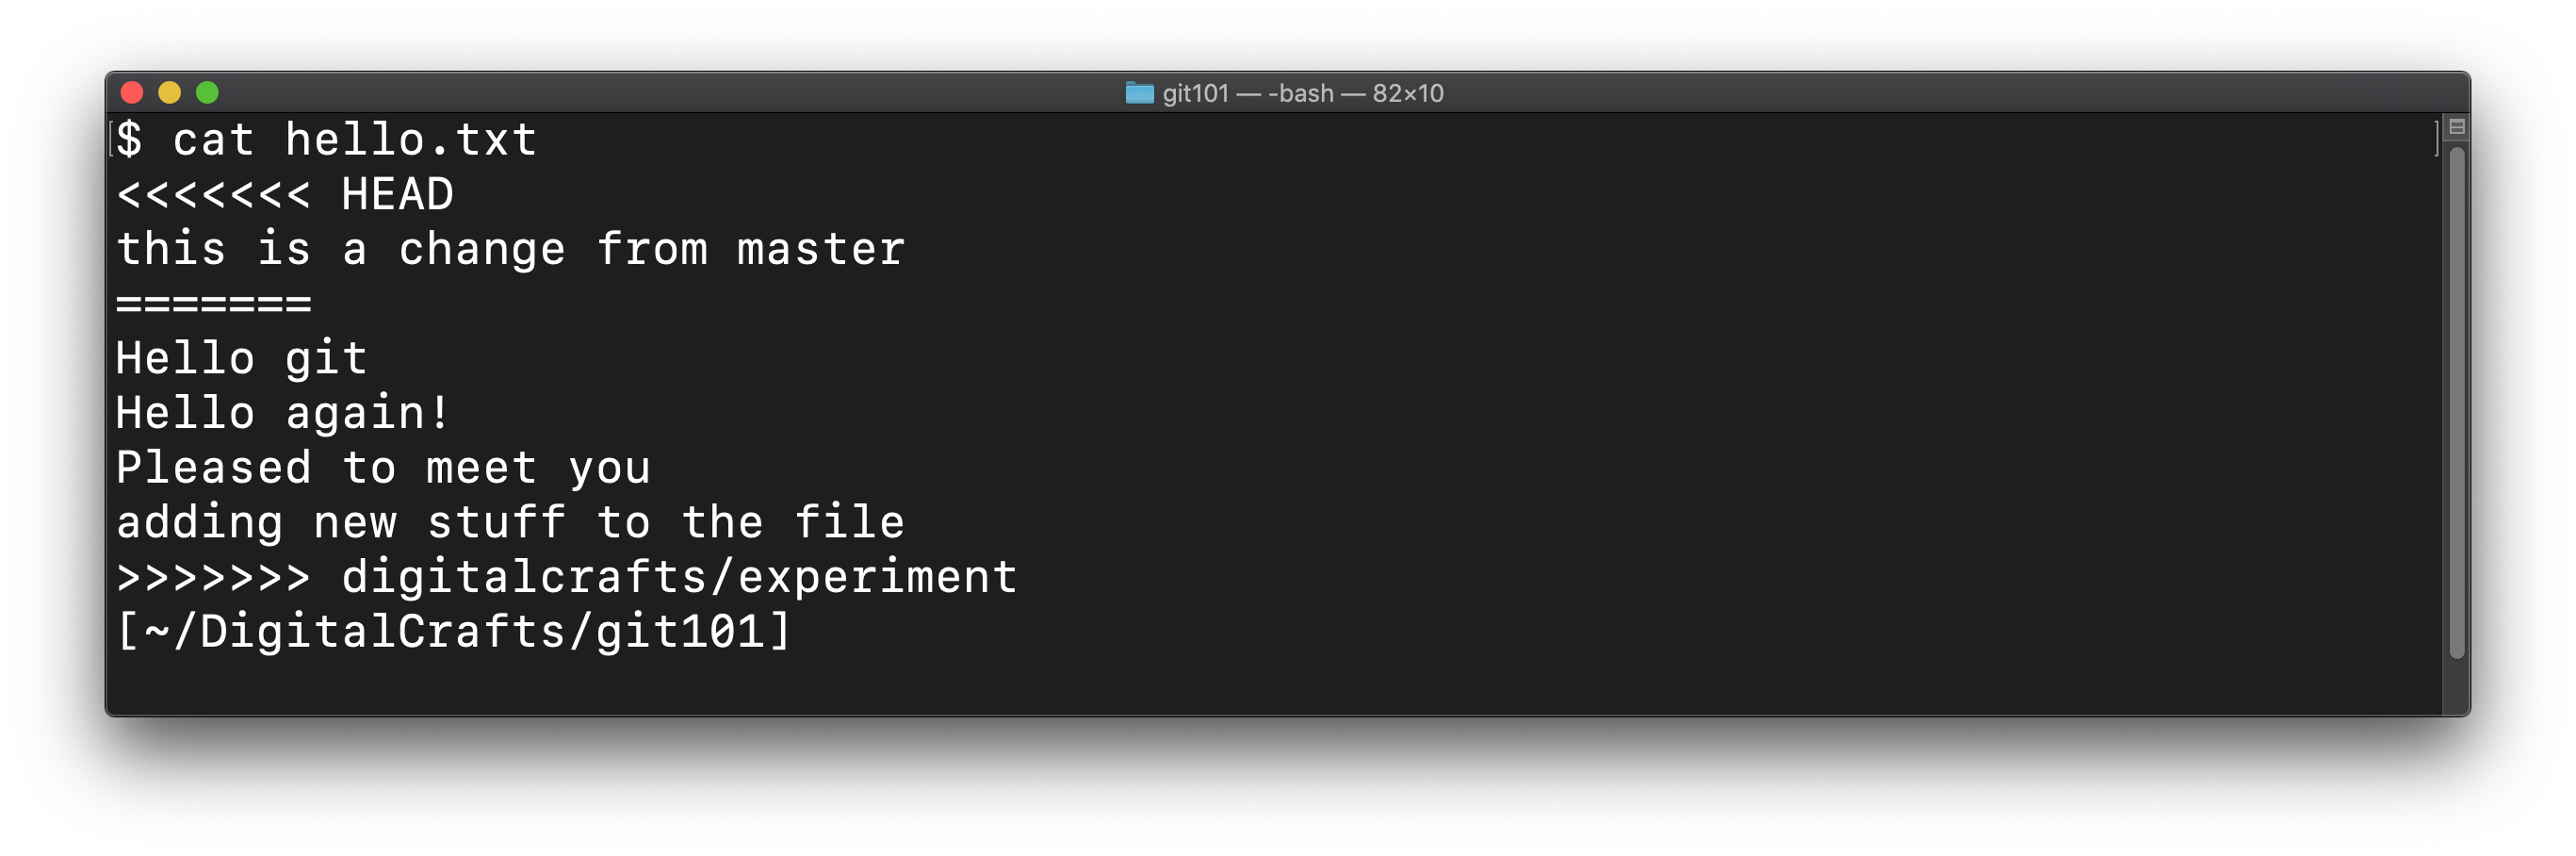 git101 — -bash — 82×10
$ cat hello.txt
<<<<<<< HEAD
this is a change from master
=======
Hello git
Hello again!
Pleased to meet you
adding new stuff to the file
>>>>>>> digitalcrafts/experiment
[~/DigitalCrafts/git101]